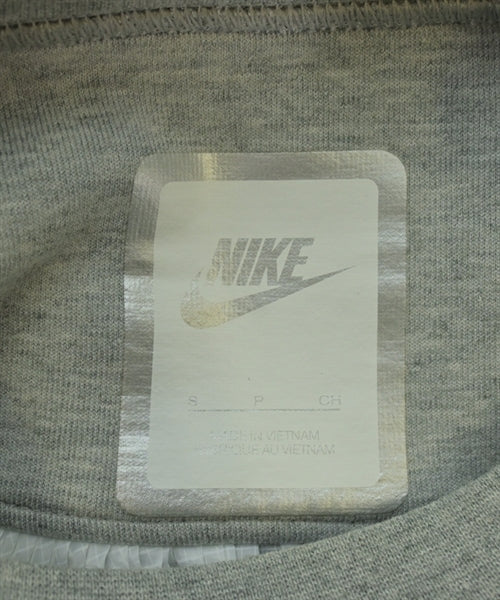 NIKE
S P CH
MADE IN VIETNAM
FABRIQUÉ AU VIETNAM